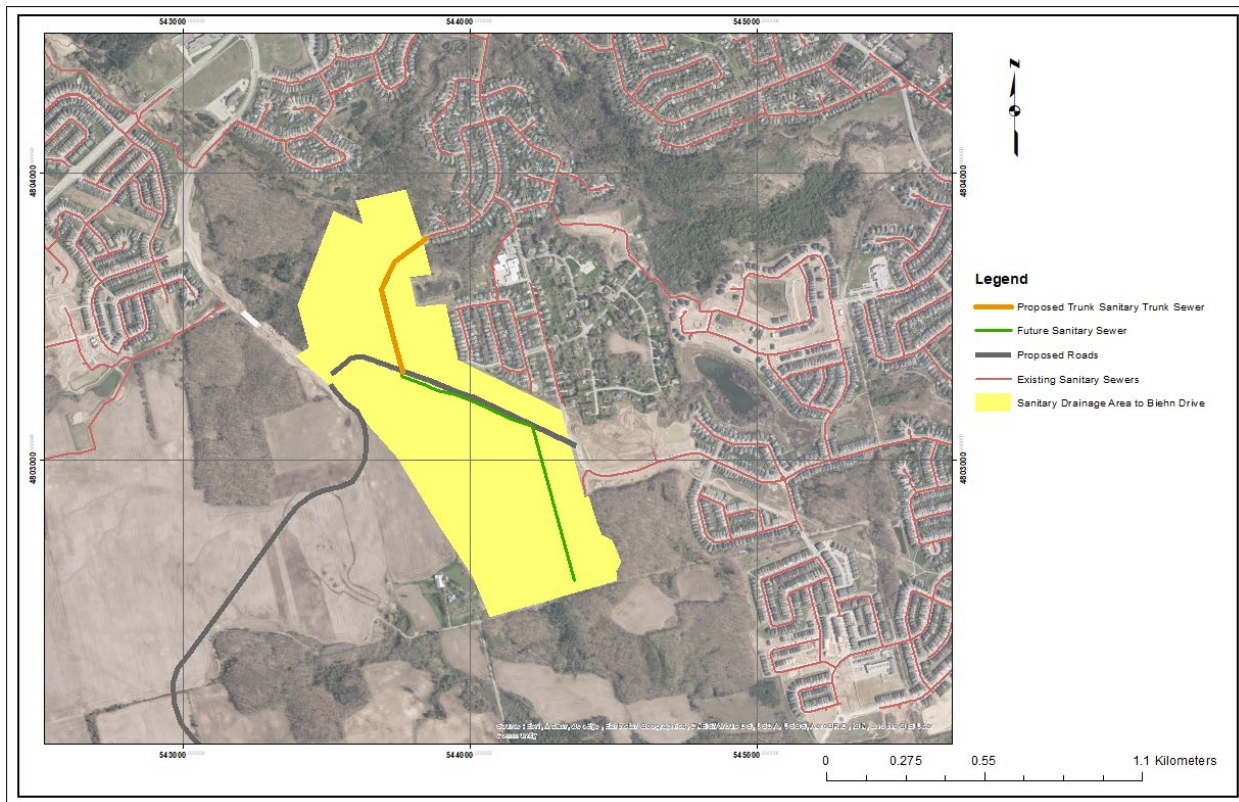 543000
544000
545000
4804000
4804000
Legend
Proposed Trunk Sanitary Trunk Sewer
Future Sanitary Sewer
Proposed Roads
Existing Sanitary Sewers
Sanitary Drainage Area to Biehn Drive
4803000
4803000
community
543000
544000
545000
0 0.275 0.55 1.1 Kilometers